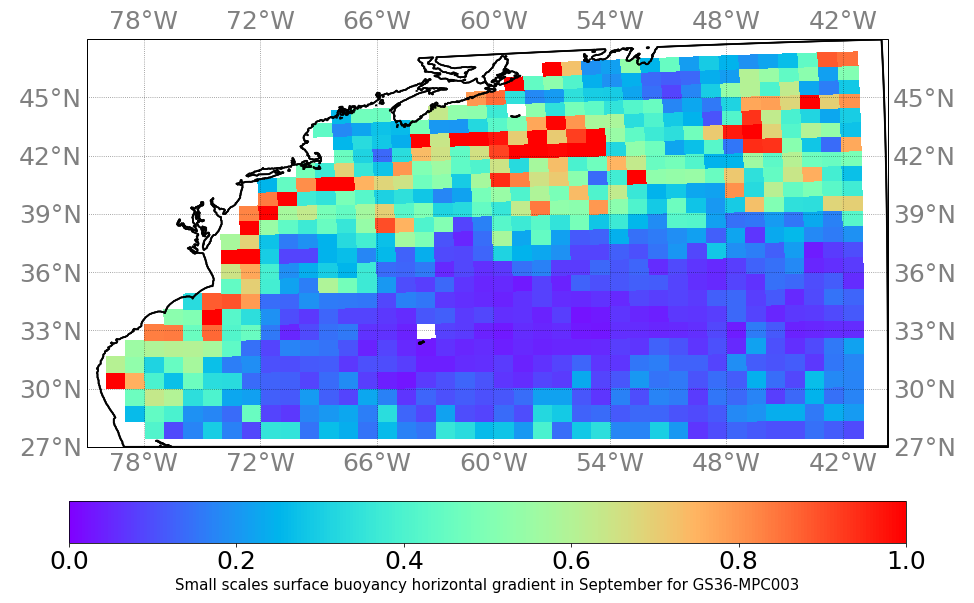 78°W 72°W 66°W 60°W 54°W 48°W 42°W
45°N 45°N
42°N 42°N
39°N 39°N
36°N 36°N
33°N 33°N
30°N 30°N
27°N 27°N
78°W 72°W 66°W 60°W 54°W 48°W 42°W
0.0 0.2 0.4 0.6 0.8 1.0
Small scales surface buoyancy horizontal gradient in September for GS36-MPC003